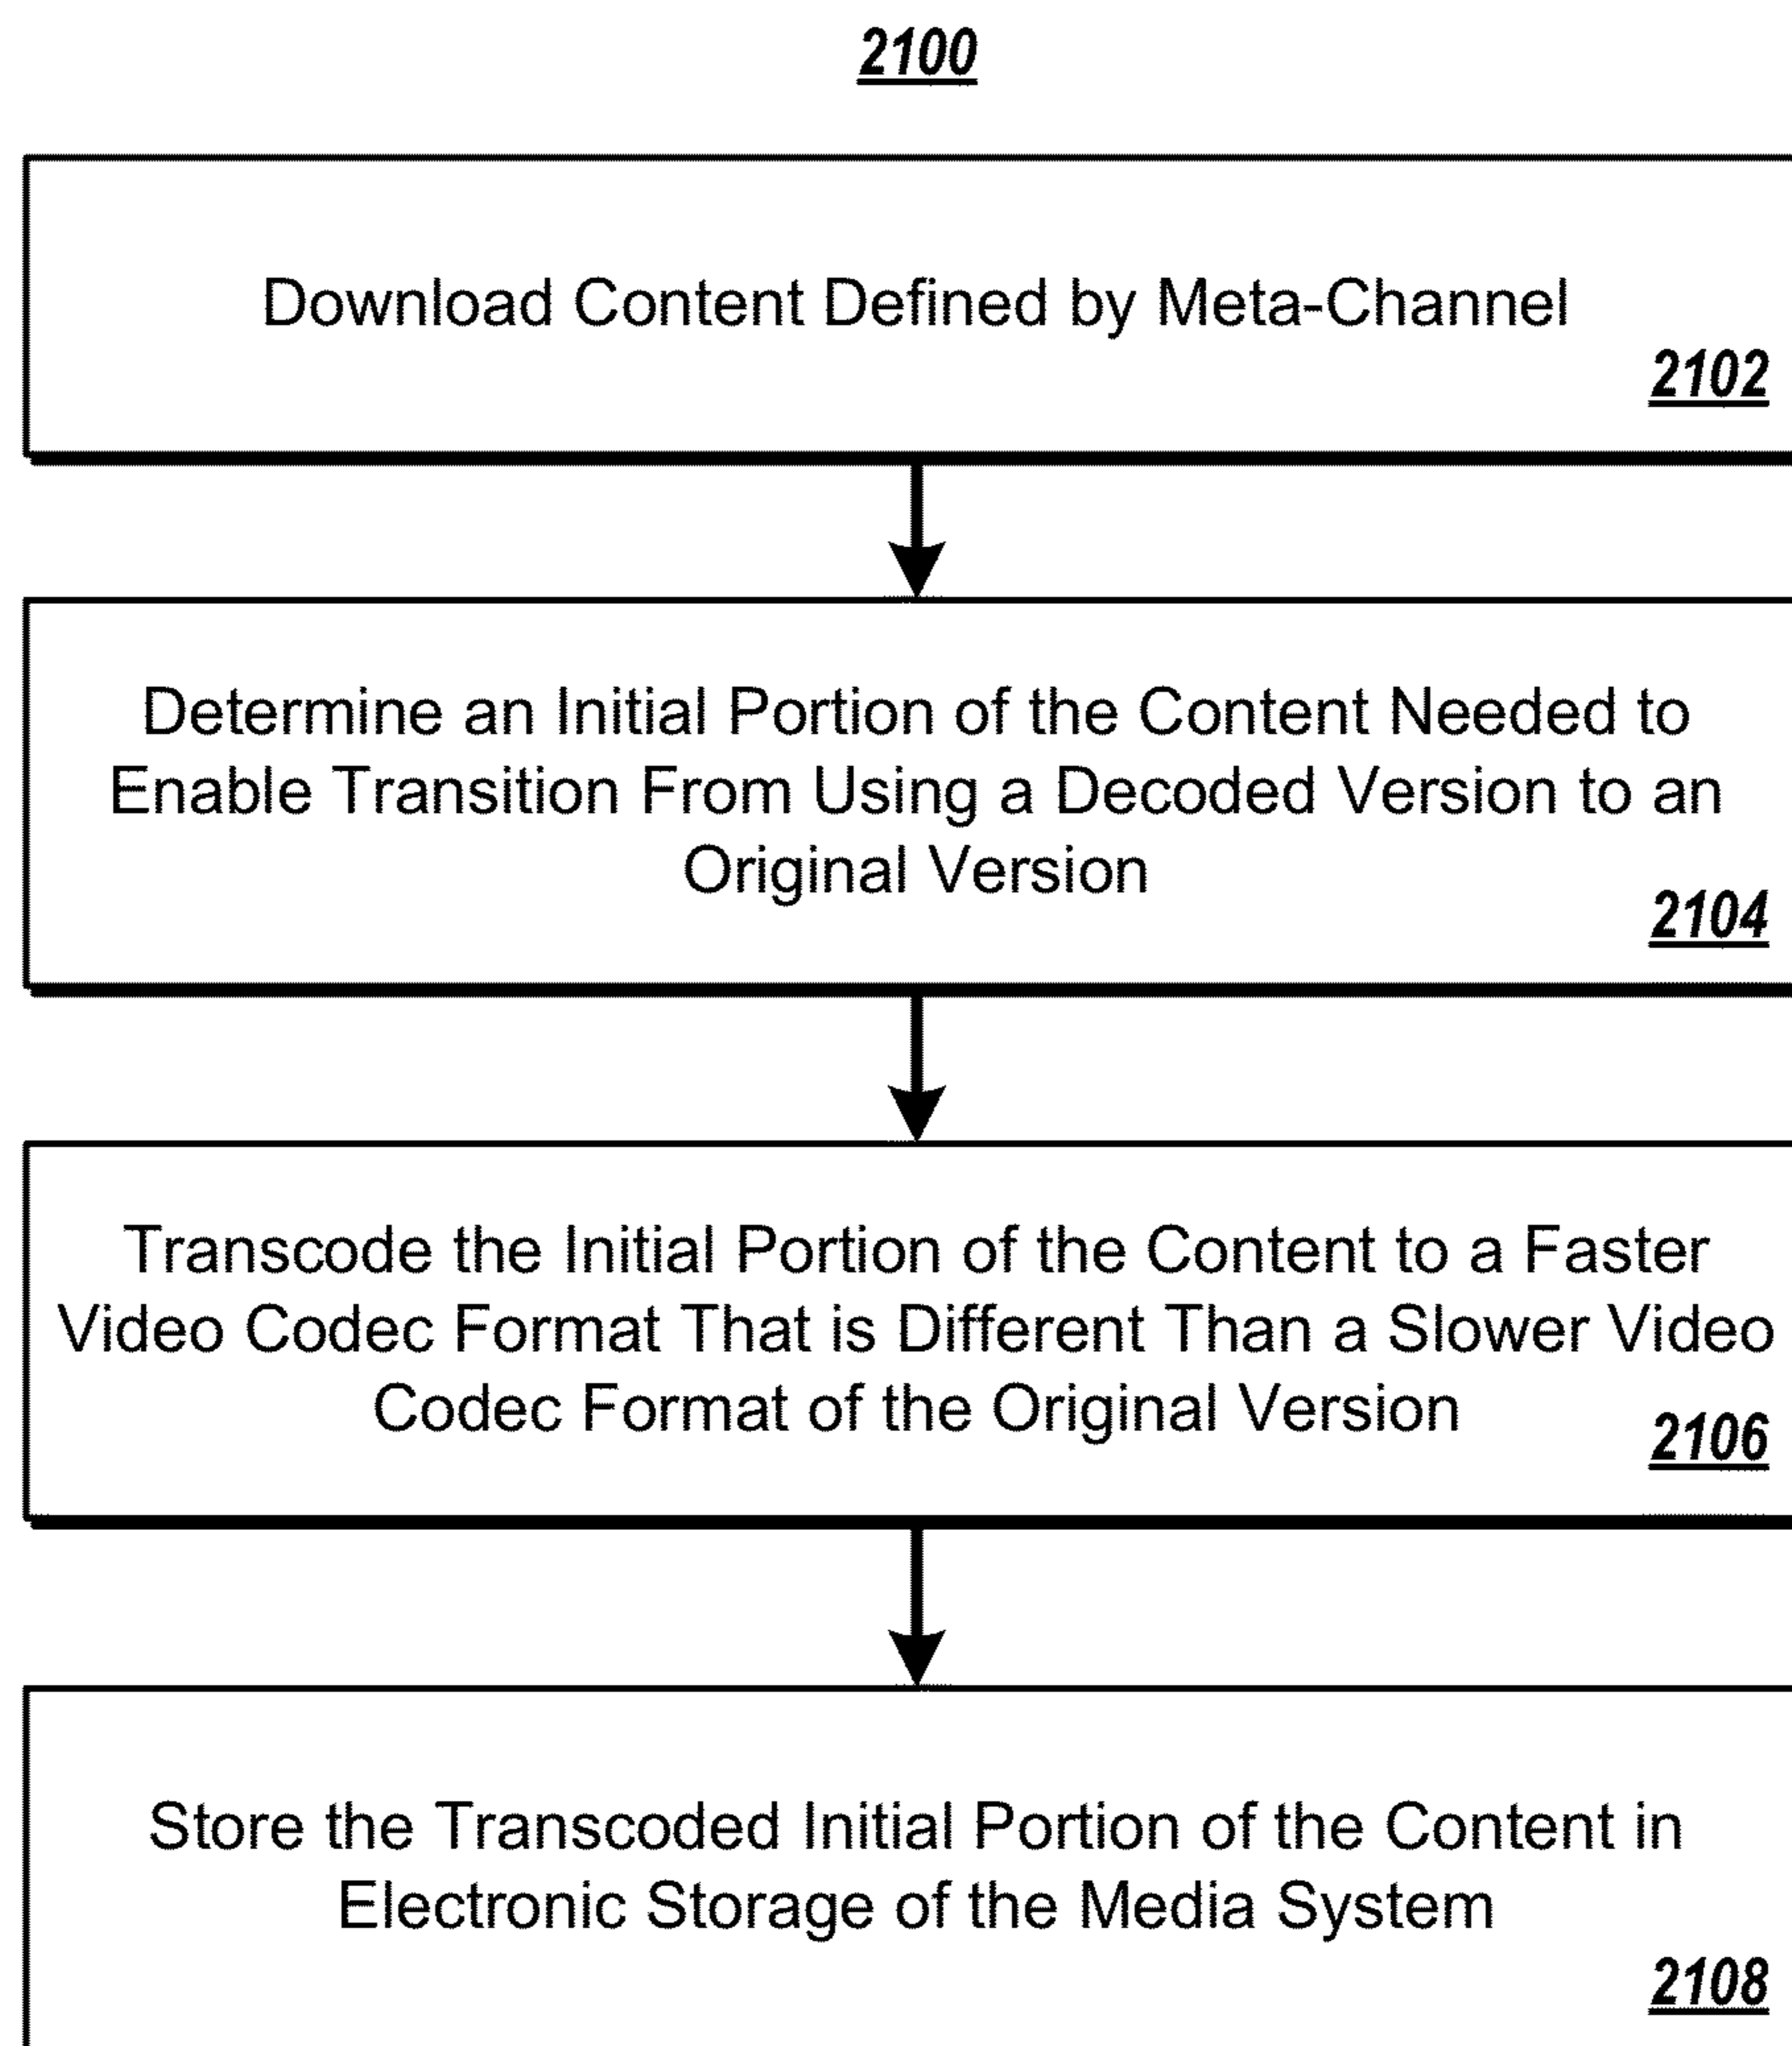 2100
Download Content Defined by Meta-Channel
2102
Determine an Initial Portion of the Content Needed to
Enable Transition From Using a Decoded Version to an
Original Version
2104
Transcode the Initial Portion of the Content to a Faster
Video Codec Format That is Different Than a Slower Video
Codec Format of the Original Version
2106
Store the Transcoded Initial Portion of the Content in
Electronic Storage of the Media System
2108